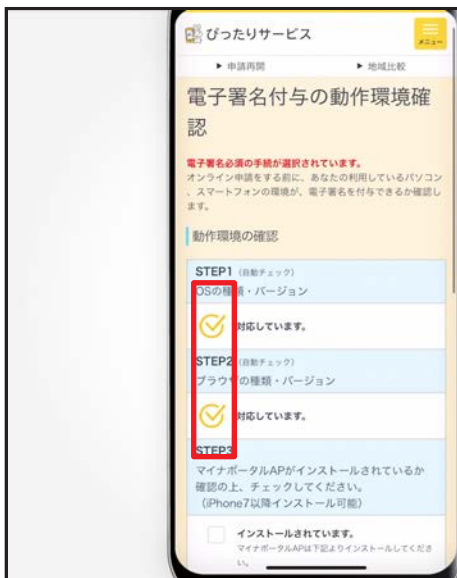 ぴったりサービス
メニュー
▶ 申請再開
▶ 地域比較
電子署名付与の動作環境確
認
電子署名必須の手続が選択されています。
オンライン申請をする前に、あなたの利用しているパソコン
、スマートフォンの環境が、電子署名を付与できるか確認し
ます。
動作環境の確認
STEP1（自動チェック）
OSの種類・バージョン
対応しています。
STEP2（自動チェック）
ブラウザの種類・バージョン
対応しています。
STEP3
マイナポータルAPがインストールされているか
確認の上、チェックしてください。
（iPhone7以降インストール可能）
インストールされています。
マイナポータルAPは下記よりインストールしてくださ
い。